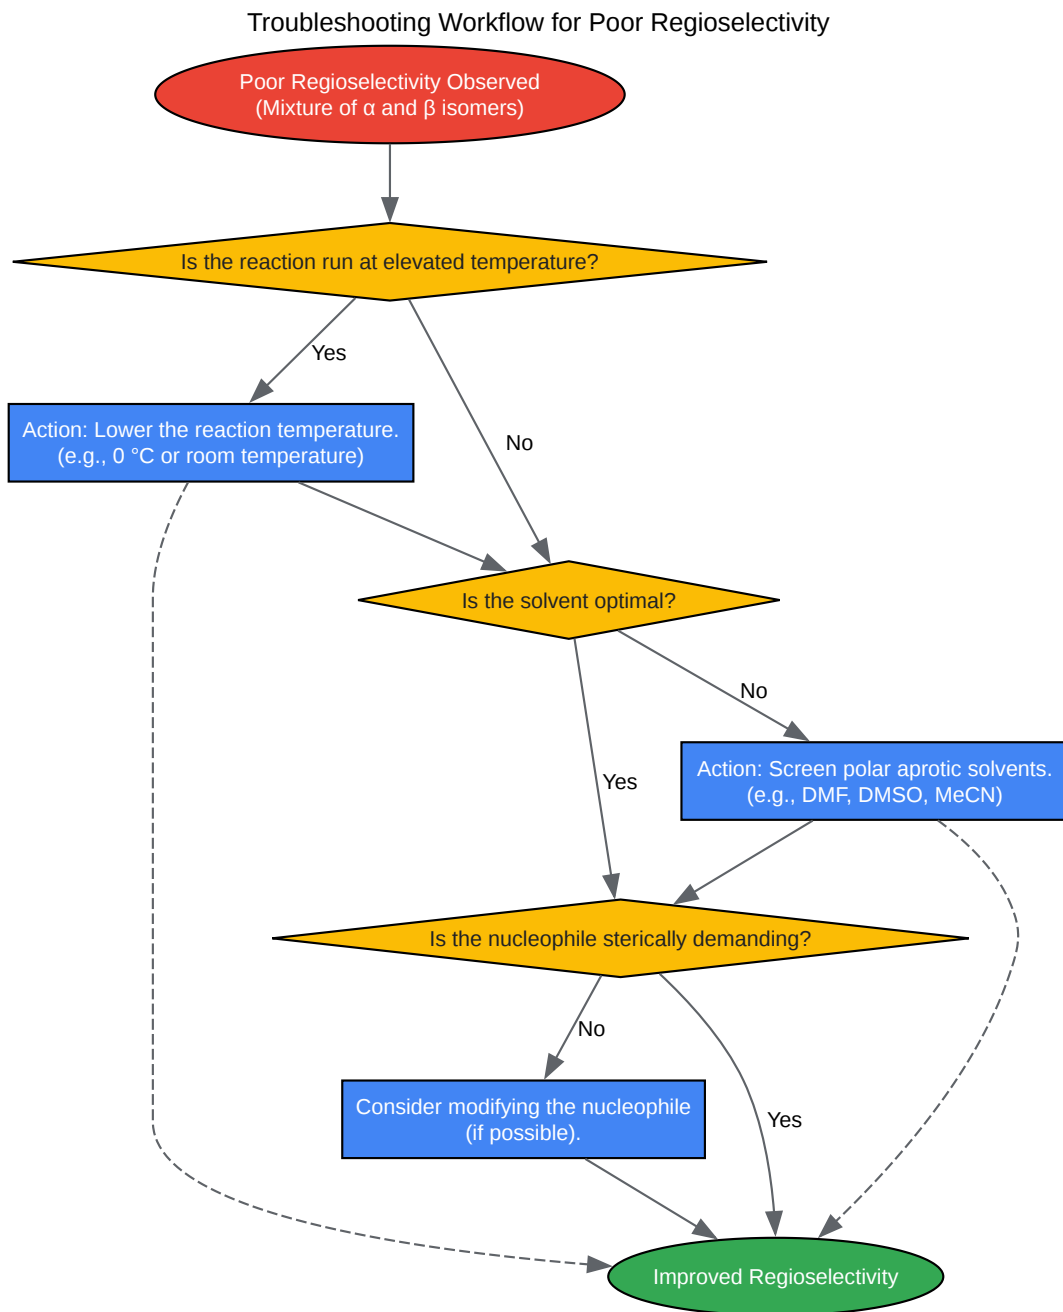 Troubleshooting Workflow for Poor Regioselectivity
Poor Regioselectivity Observed
(Mixture of α and β isomers)
Is the reaction run at elevated temperature?
Yes
Action: Lower the reaction temperature.
(e.g., 0 °C or room temperature)
No
Is the solvent optimal?
No
Action: Screen polar aprotic solvents.
(e.g., DMF, DMSO, MeCN)
Yes
Is the nucleophile sterically demanding?
No
Consider modifying the nucleophile
(if possible).
Yes
Improved Regioselectivity